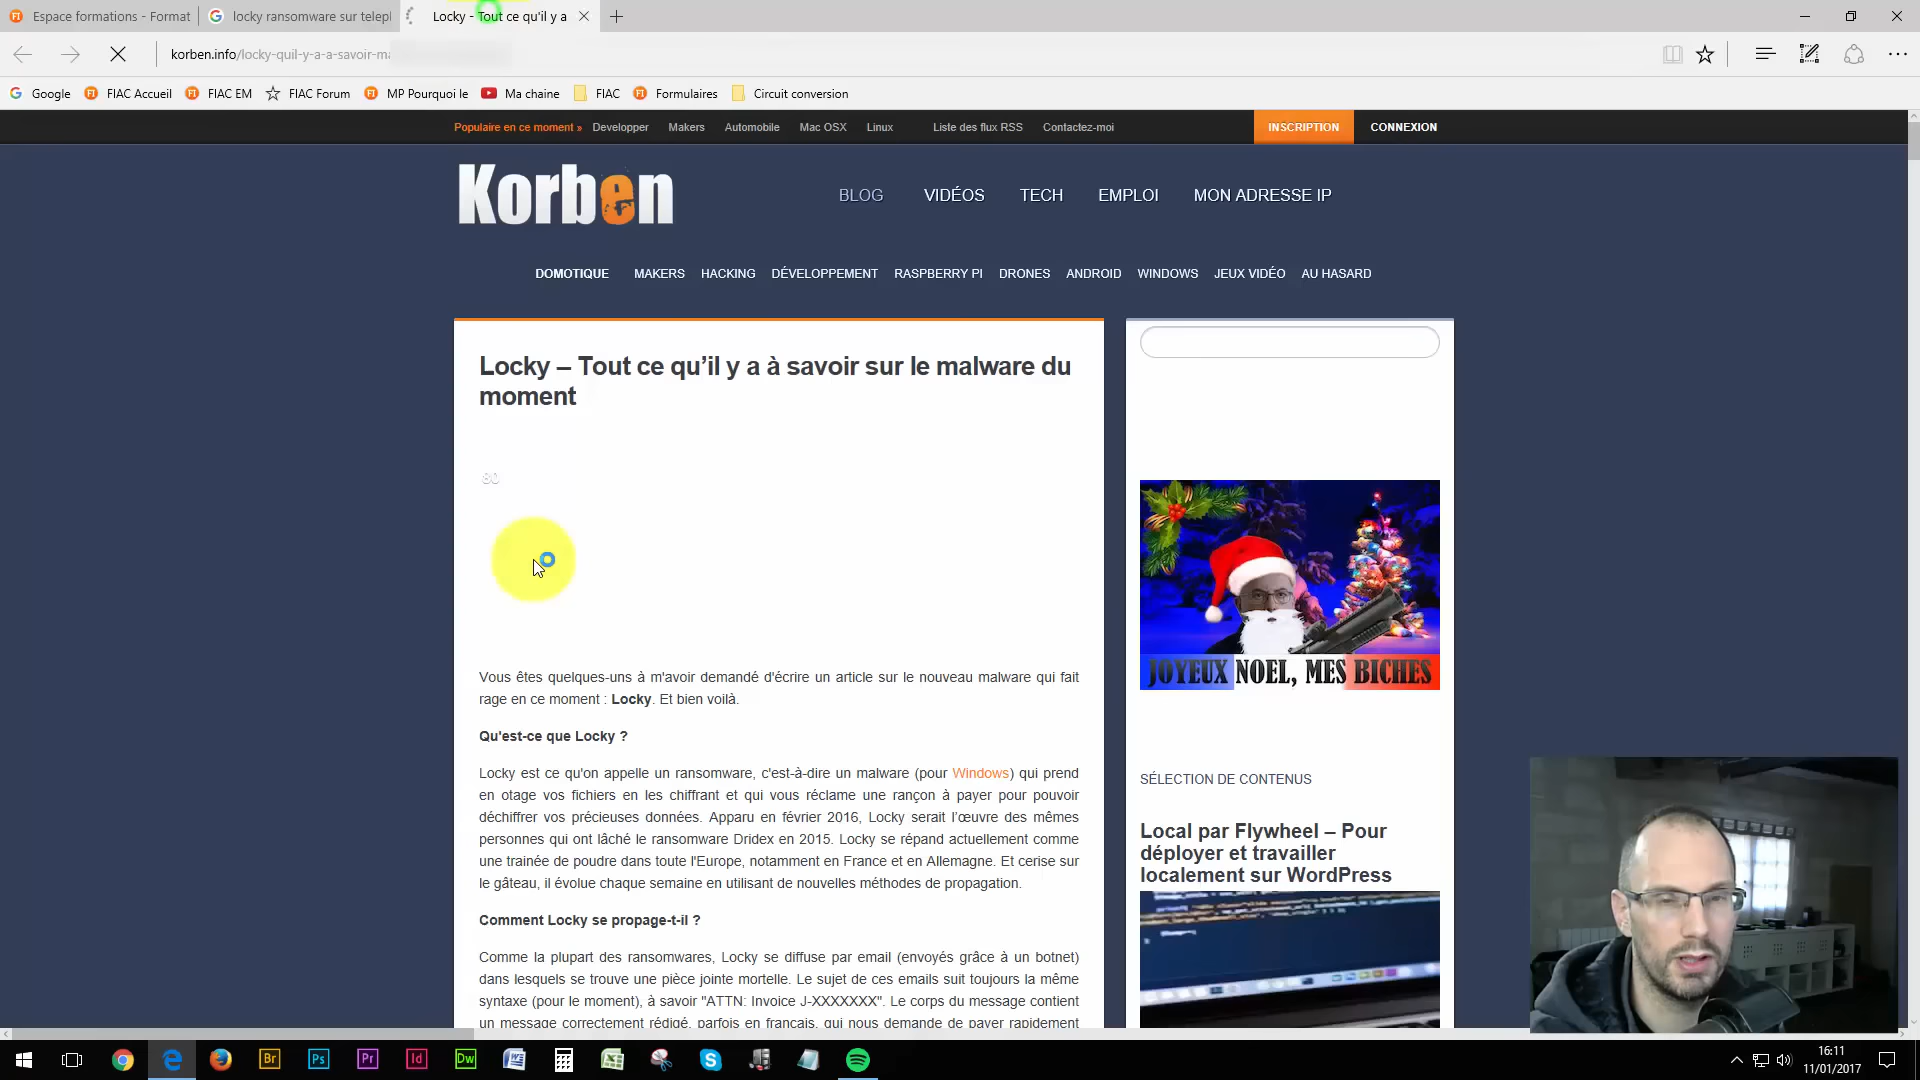 Espace formations - Format
locky ransomware sur telepl
Locky - Tout ce qu'il y a
korben.info/locky-quil-y-a-a-savoir-ma
Google
FIAC Accueil
FIAC EM
FIAC Forum
MP Pourquoi le
Ma chaine
FIAC
Formulaires
Circuit conversion
Populaire en ce moment »
Developper
Makers
Automobile
Mac OSX
Linux
Liste des flux RSS
Contactez-moi
INSCRIPTION
CONNEXION
Korben
BLOG
VIDÉOS
TECH
EMPLOI
MON ADRESSE IP
DOMOTIQUE
MAKERS
HACKING
DÉVELOPPEMENT
RASPBERRY PI
DRONES
ANDROID
WINDOWS
JEUX VIDÉO
AU HASARD
Locky – Tout ce qu’il y a à savoir sur le malware du
moment
80
Vous êtes quelques-uns à m'avoir demandé d'écrire un article sur le nouveau malware qui fait
rage en ce moment : Locky. Et bien voilà.
Qu'est-ce que Locky ?
Locky est ce qu'on appelle un ransomware, c'est-à-dire un malware (pour Windows) qui prend
en otage vos fichiers en les chiffrant et qui vous réclame une rançon à payer pour pouvoir
déchiffrer vos précieuses données. Apparu en février 2016, Locky serait l’œuvre des mêmes
personnes qui ont lâché le ransomware Dridex en 2015. Locky se répand actuellement comme
une trainée de poudre dans toute l'Europe, notamment en France et en Allemagne. Et cerise sur
le gâteau, il évolue chaque semaine en utilisant de nouvelles méthodes de propagation.
Comment Locky se propage-t-il ?
Comme la plupart des ransomwares, Locky se diffuse par email (envoyés grâce à un botnet)
dans lesquels se trouve une pièce jointe mortelle. Le sujet de ces emails suit toujours la même
syntaxe (pour le moment), à savoir "ATTN: Invoice J-XXXXXXX". Le corps du message contient
un message correctement rédigé, parfois en français, qui nous demande de payer rapidement
JOYEUX NOEL, MES BICHES
SÉLECTION DE CONTENUS
Local par Flywheel – Pour
déployer et travailler
localement sur WordPress
Br
Ps
Pr
Id
Dw
16:11
11/01/2017